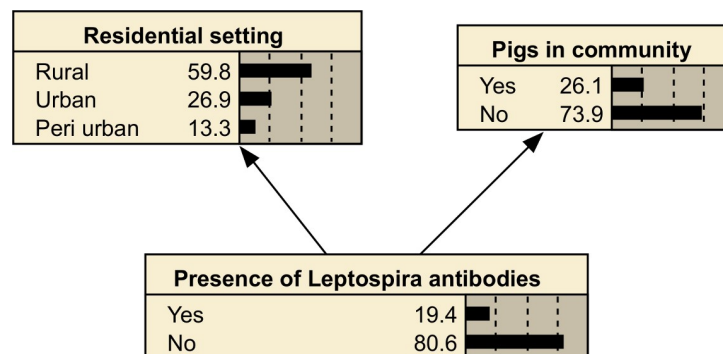 Residential setting
Rural 59.8
Urban 26.9
Peri urban 13.3
Pigs in community
Yes 26.1
No 73.9
Presence of Leptospira antibodies
Yes 19.4
No 80.6